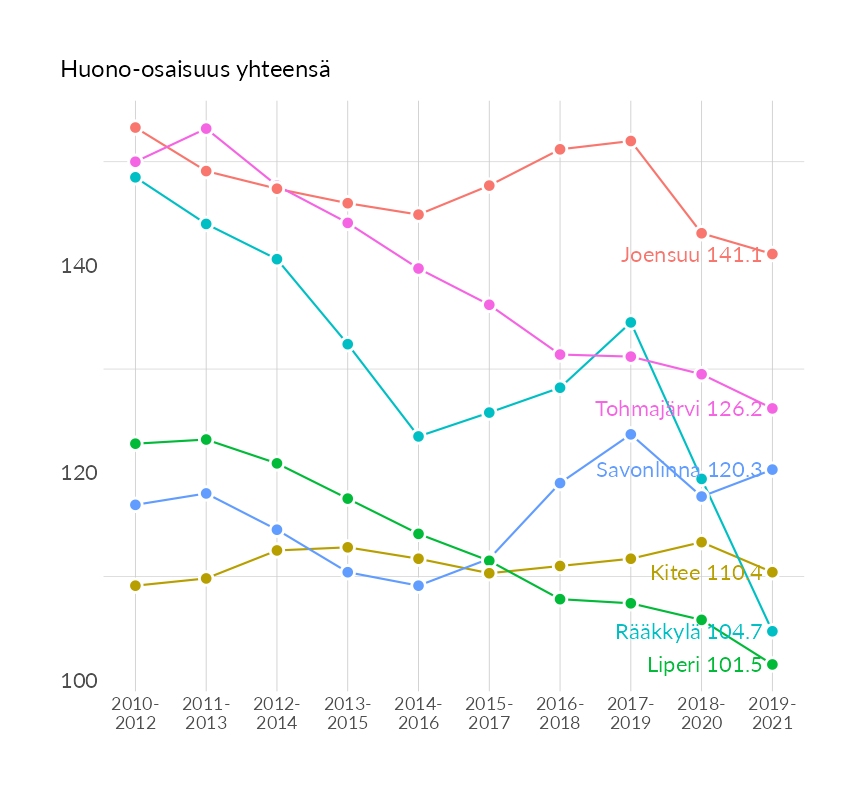 Huono-osaisuus yhteensä
Joensuu 141.1
140
Tohmajärvi 126.2
Savonlinna 120.3
120
Kitee 110.4
Rääkkylä 104.7
Liperi 101.5
100
2010- 2011- 2012- 2013- 2014- 2015- 2016- 2017- 2018- 2019-
2012 2013 2014 2015 2016 2017 2018 2019 2020 2021